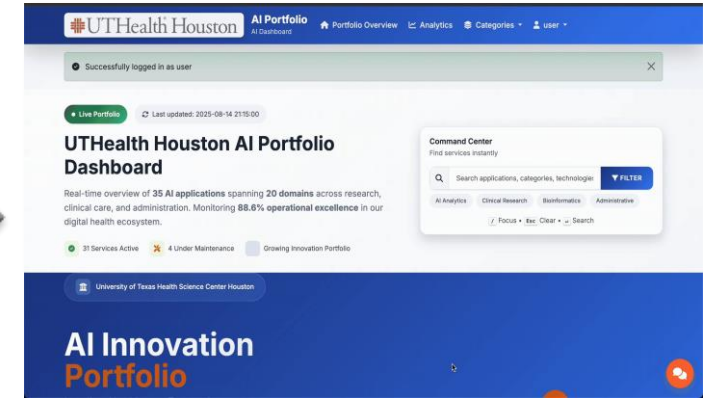 UTHealth Houston
AI Portfolio
AI Dashboard
Portfolio Overview
Analytics
Categories
user
Successfully logged in as user
Live Portfolio
Last updated: 2025-08-14 21:15:00
UTHealth Houston AI Portfolio
Dashboard
Real-time overview of 35 AI applications spanning 20 domains across research,
clinical care, and administration. Monitoring 88.6% operational excellence in our
digital health ecosystem.
31 Services Active
4 Under Maintenance
Growing Innovation Portfolio
Command Center
Find services instantly
Search applications, categories, technologie
FILTER
AI Analytics
Clinical Research
Bioinformatics
Administrative
/ Focus • Esc Clear • Search
University of Texas Health Science Center Houston
AI Innovation
Portfolio